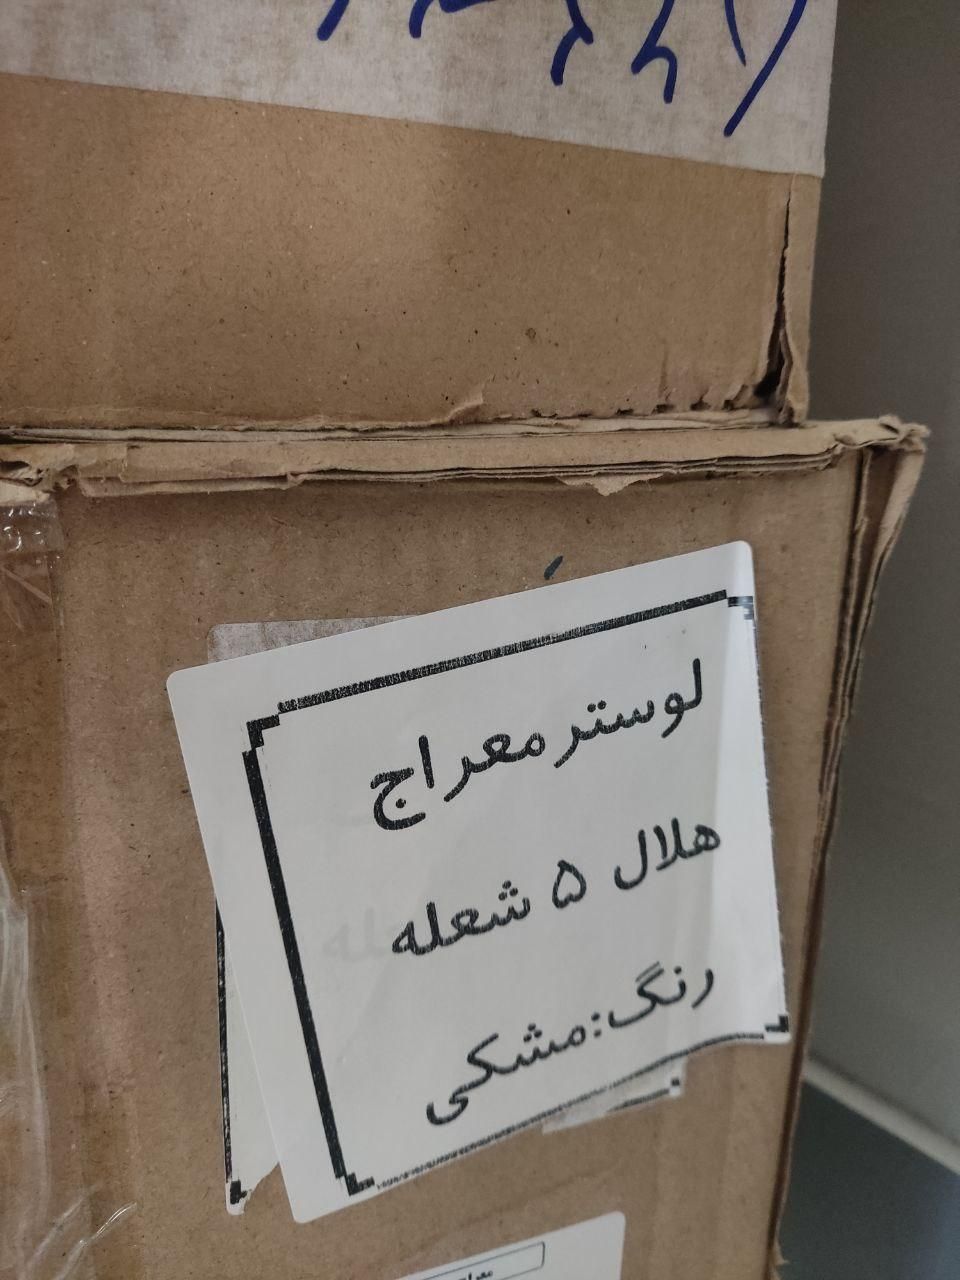 لوستر معراج
هلال ۵ شعله
رنگ:مشکی